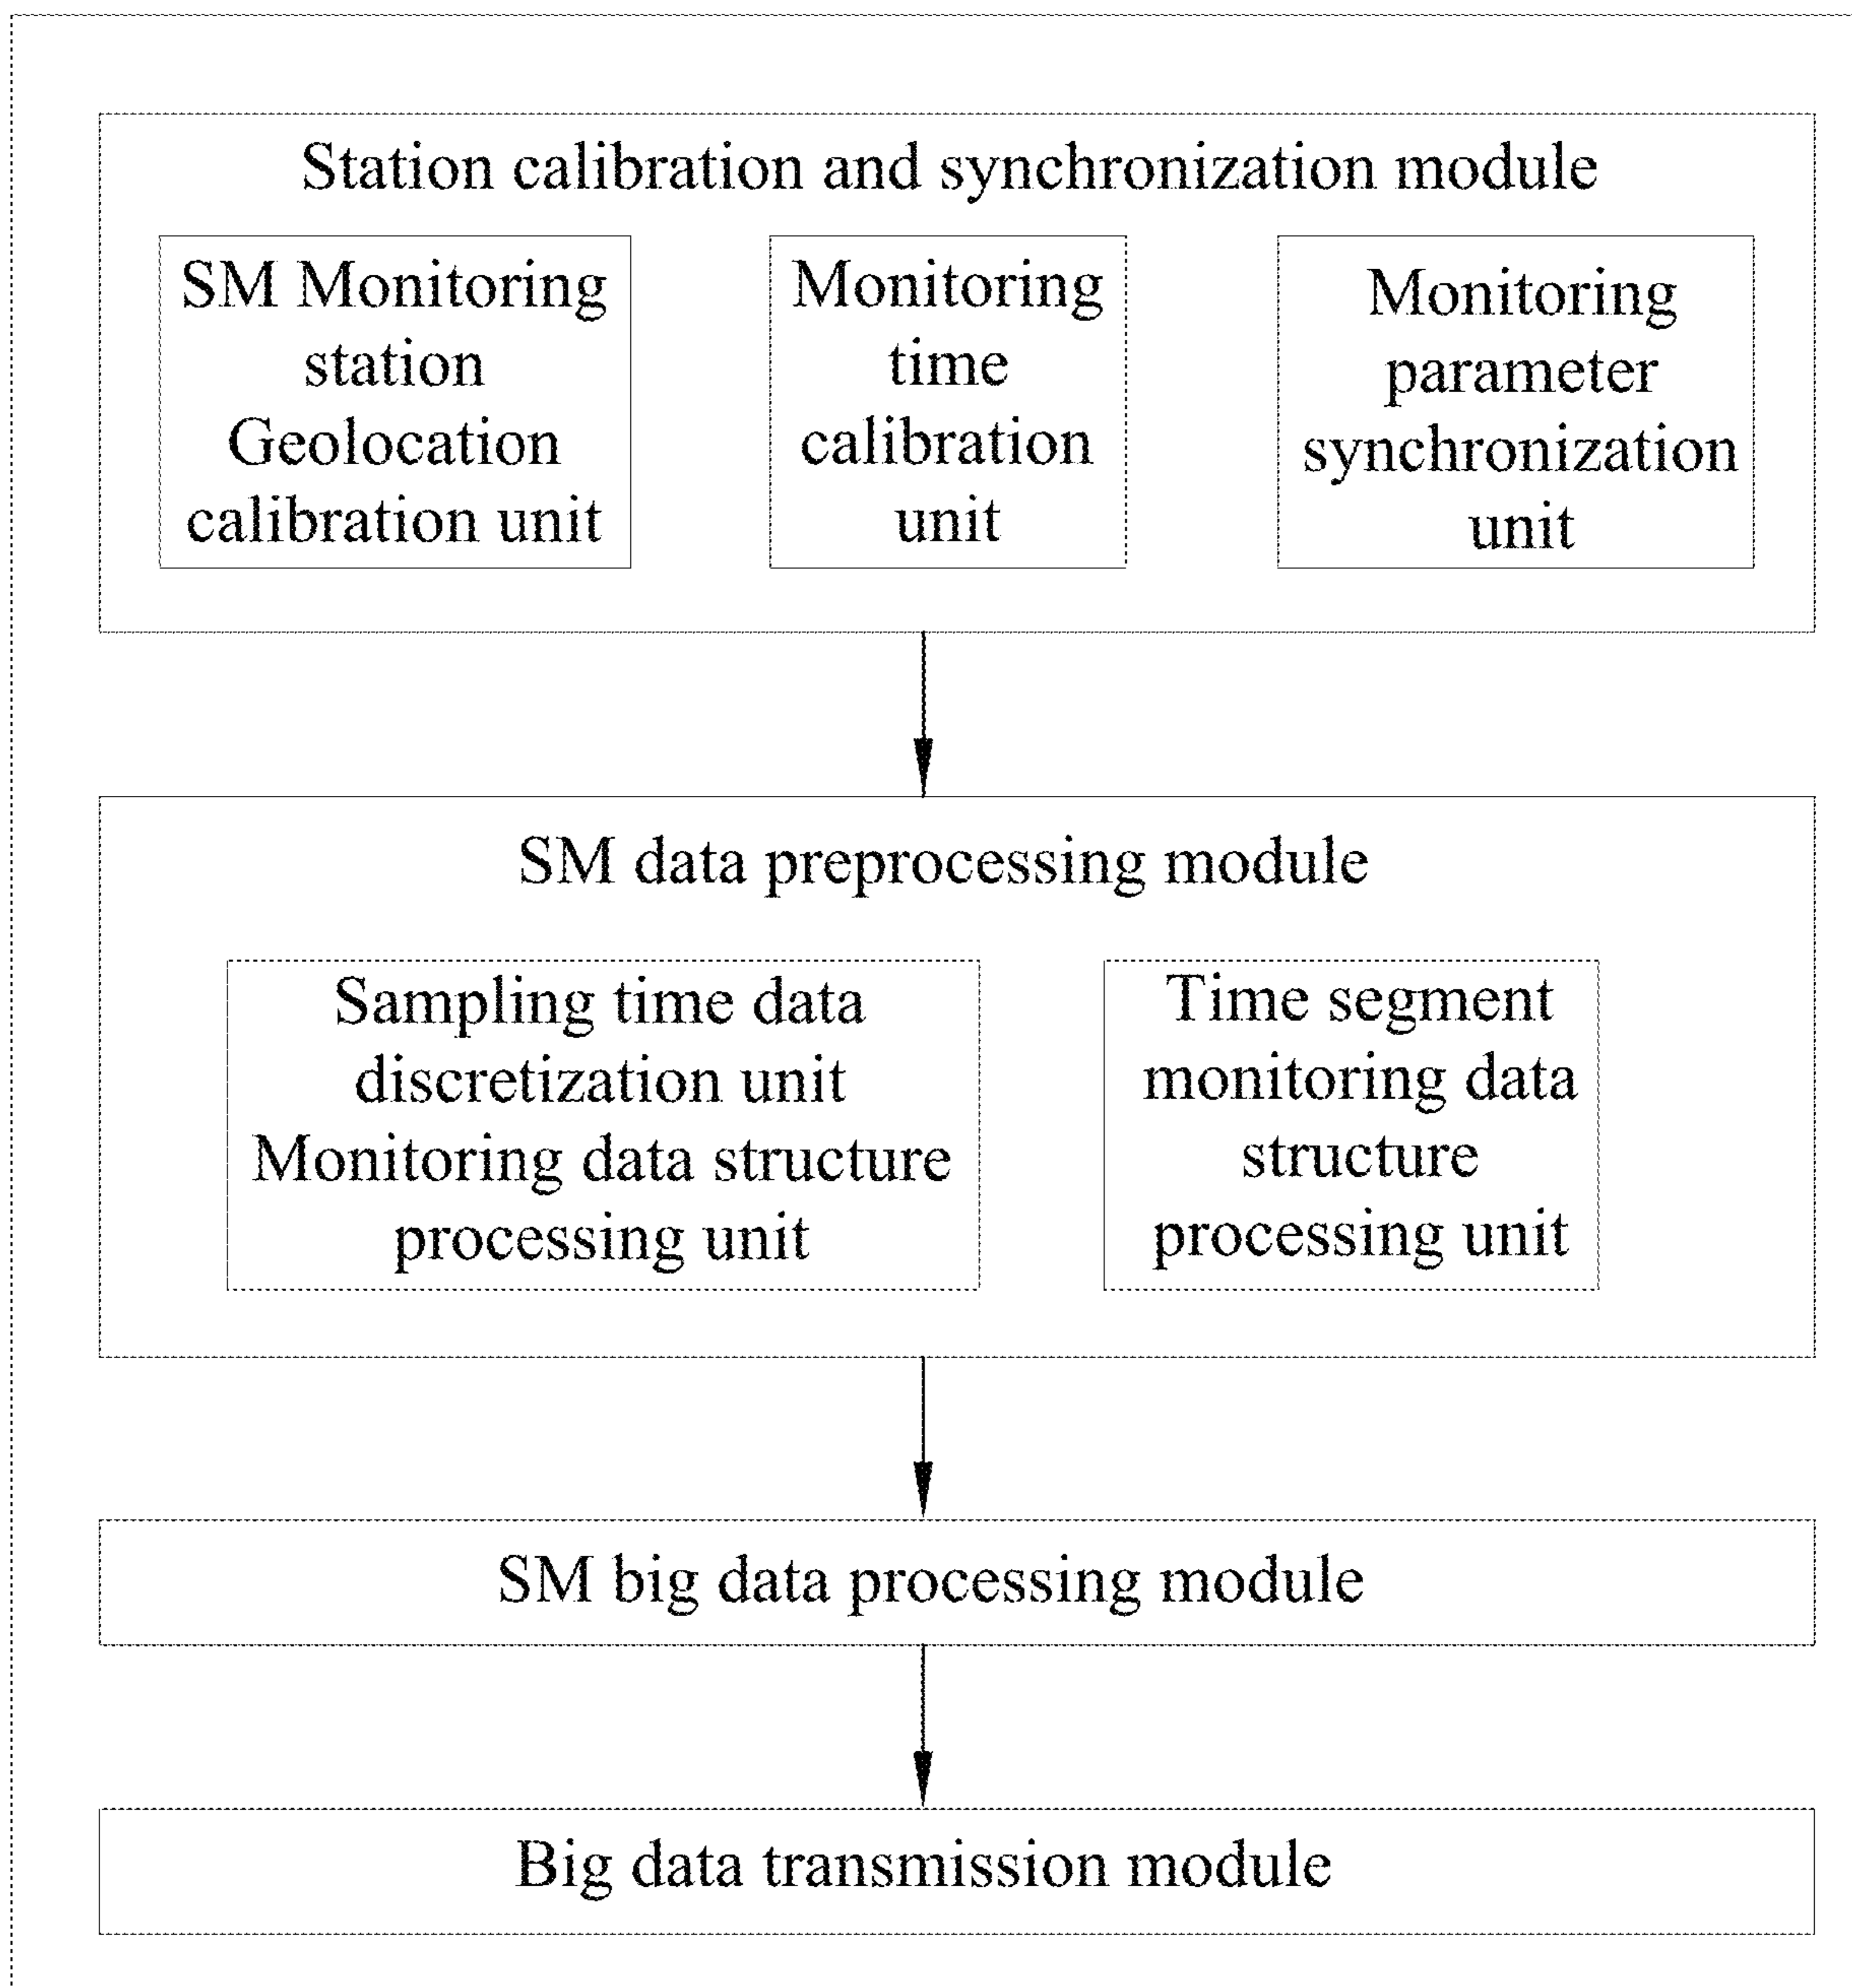 Station calibration and synchronization module
SM Monitoring
station
Geolocation
calibration unit
Monitoring
time
calibration
unit
Monitoring
parameter
synchronization
unit
SM data preprocessing module
Sampling time data
discretization unit
Monitoring data structure
processing unit
Time segment
monitoring data
structure
processing unit
SM big data processing module
Big data transmission module